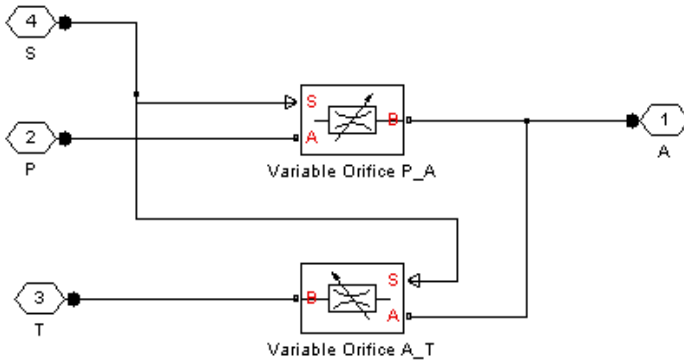 4
S
S
2
P
A
B
1
A
Variable Orifice P_A
3
T
B
S
A
Variable Orifice A_T